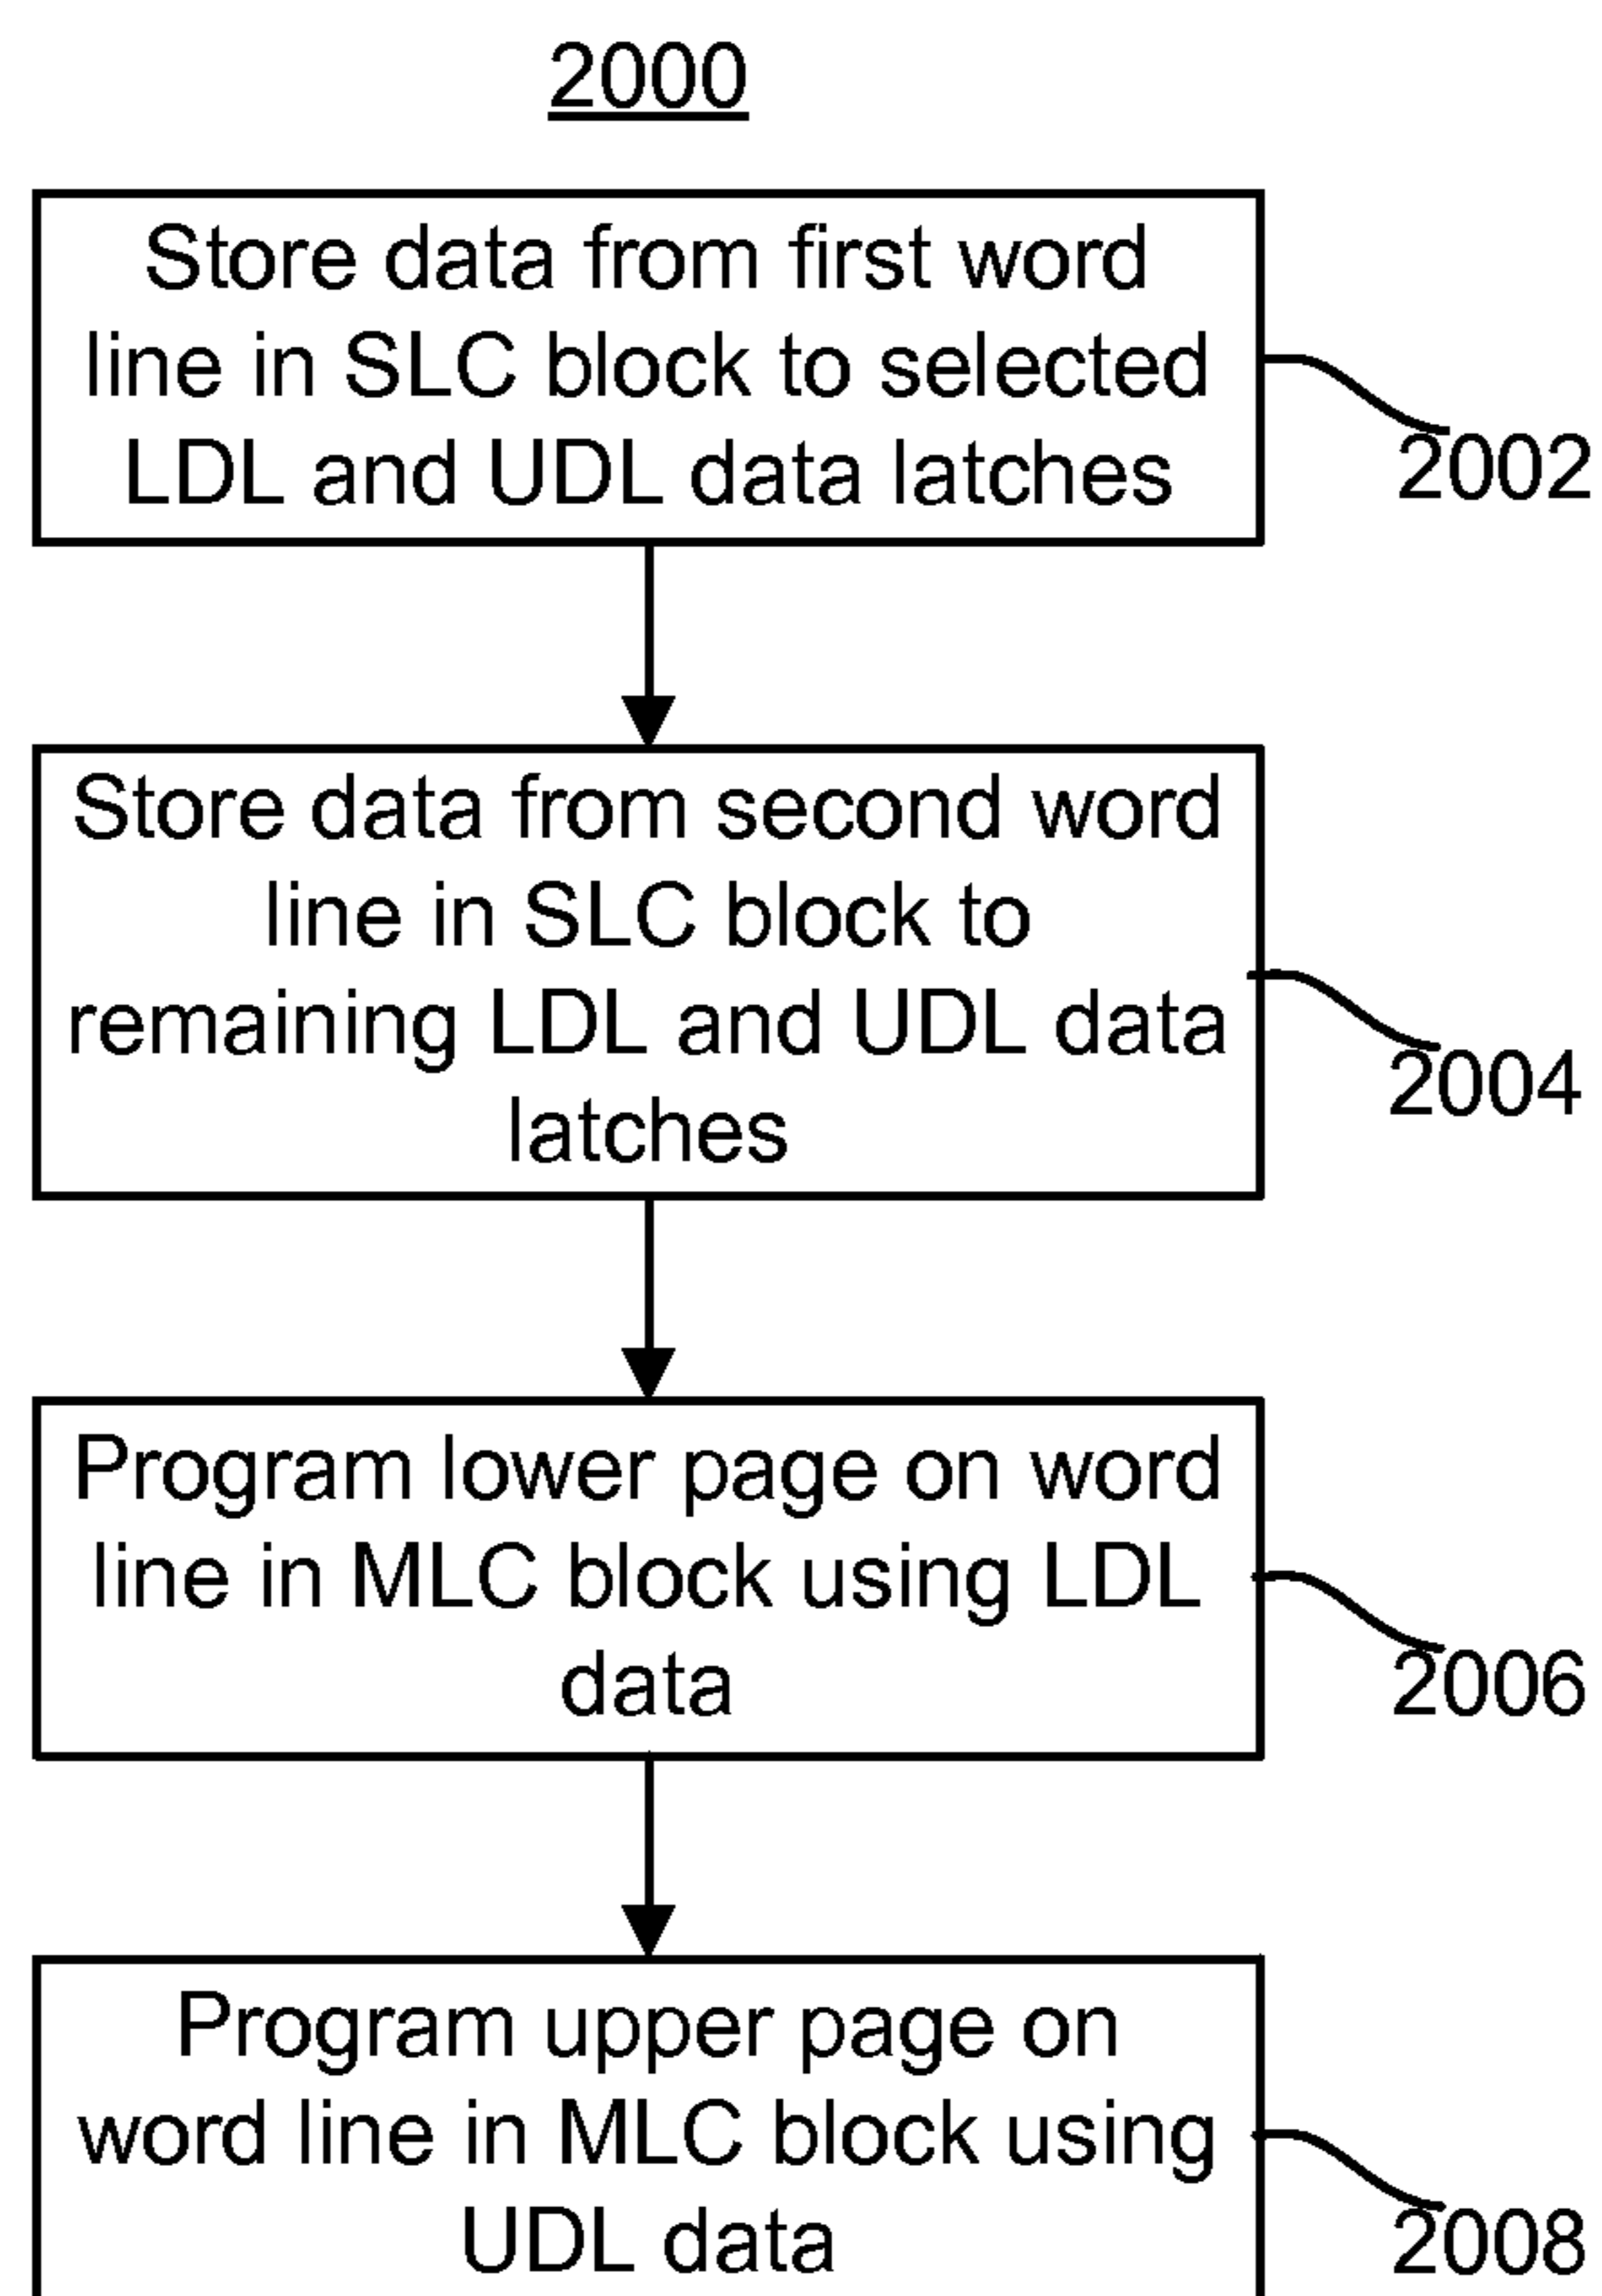 2000
Store data from first word
line in SLC block to selected
LDL and UDL data latches
2002
Store data from second word
line in SLC block to
remaining LDL and UDL data
latches
2004
Program lower page on word
line in MLC block using LDL
data
2006
Program upper page on
word line in MLC block using
UDL data
2008